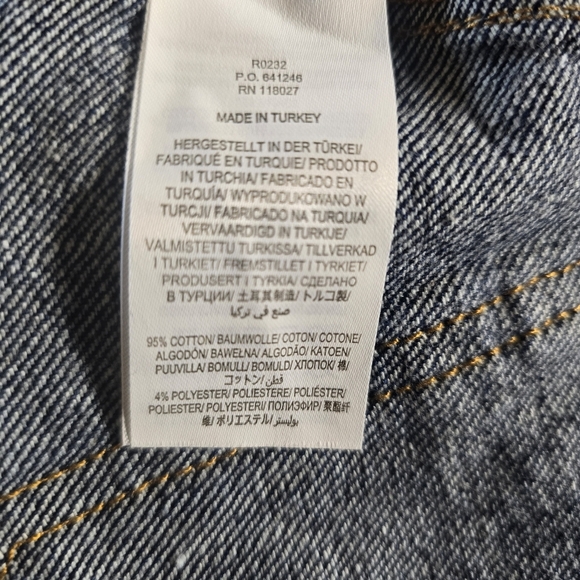 R0232
P.O. 641246
RN 118027
MADE IN TURKEY
HERGESTELLT IN DER TÜRKEI/
FABRIQUÉ EN TURQUIE/ PRODOTTO
IN TURCHIA/ FABRICADO EN
TURQUÍA/ WYPRODUKOWANO W
TURCJI/ FABRICADO NA TURQUIA/
VERVAARDIGD IN TURKIJE/
VALMISTETTU TURKISSA/ TILLVERKAD
I TURKIET/ FREMSTILLET I TYRKIET/
PRODUSERT I TYRKIA/ СДЕЛАНО
В ТУРЦИИ/ 土耳其制造/ トルコ製/
صنع في تركيا
95% COTTON/ BAUMWOLLE/ COTON/ COTONE/
ALGODÓN/ BAWEŁNA/ ALGODÃO/ KATOEN/
PUUVILLA/ BOMULL/ BOMULD/ ХЛОПОК/ 棉/
コットン/ قطن/
4% POLYESTER/ POLIESTERE/ POLIÉSTER/
POLIESTER/ POLYESTERI/ ПОЛИЭФИР/ 聚酯纤
维/ ポリエステル/ بوليستر/